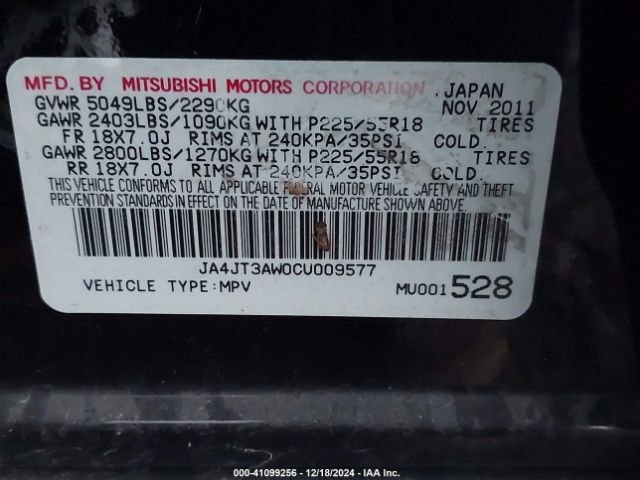 MFD. BY MITSUBISHI MOTORS CORPORATION, JAPAN
GVWR 5049LBS/2290KG NOV 2011
GAWR 2403LBS/1090KG WITH P225/55R18 TIRES
FR 18X7.0J RIMS AT 240KPA/35PSI COLD.
GAWR 2800LBS/1270KG WITH P225/55R18 TIRES
RR 18X7.0J RIMS AT 240KPA/35PSI COLD.
THIS VEHICLE CONFORMS TO ALL APPLICABLE FEDERAL MOTOR VEHICLE SAFETY AND THEFT
PREVENTION STANDARDS IN EFFECT ON THE DATE OF MANUFACTURE SHOWN ABOVE.
JA4JT3AW0CU009577
VEHICLE TYPE:MPV MU001528
000-41099256 - 12/18/2024 - IAA Inc.